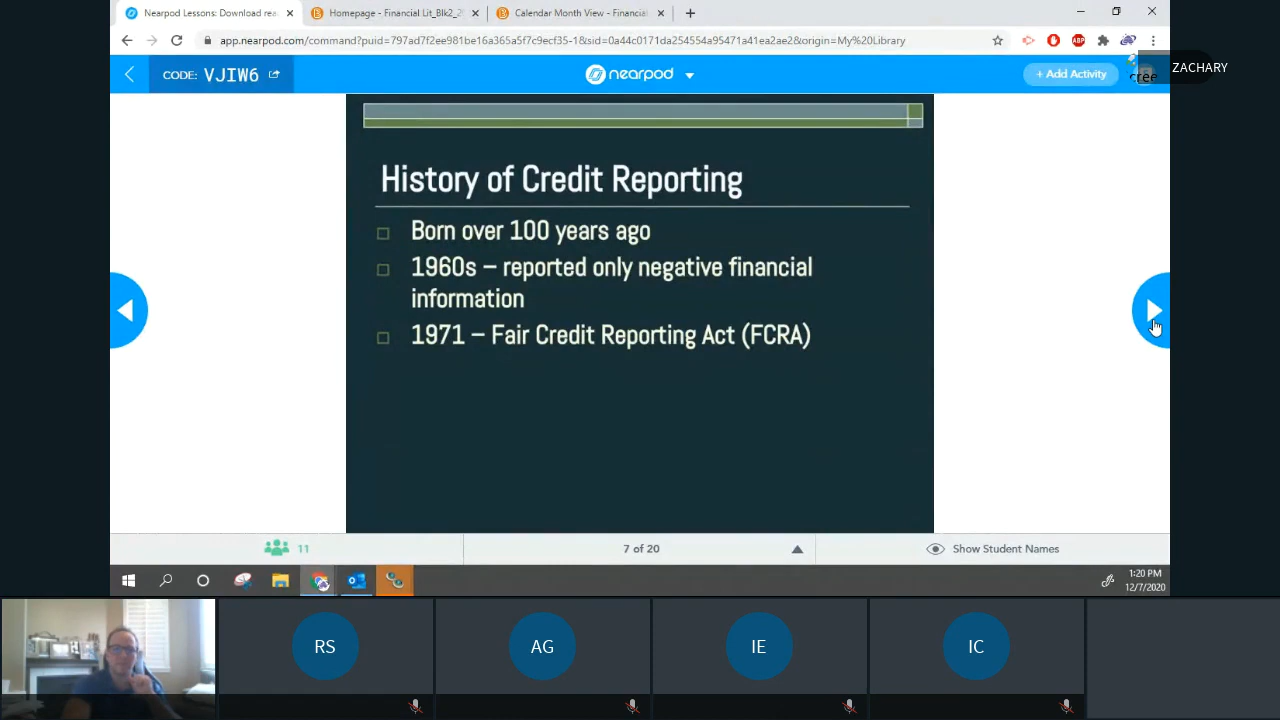 Nearpod Lessons: Download rea
Homepage - Financial Lit_Blk2_2
Calendar Month View - Financial
app.nearpod.com/command?puid=797ad7f2ee981be16a365a5f7c9ecf35-1&sid=0a44c0171da254554a95471a41ea2ae2&origin=My%20Library
ABP
CODE: VJIW6
nearpod
+ Add Activity
cree
ZACHARY
History of Credit Reporting
Born over 100 years ago
1960s – reported only negative financial
information
1971 – Fair Credit Reporting Act (FCRA)
11
7 of 20
Show Student Names
1:20 PM
12/7/2020
RS
AG
IE
IC